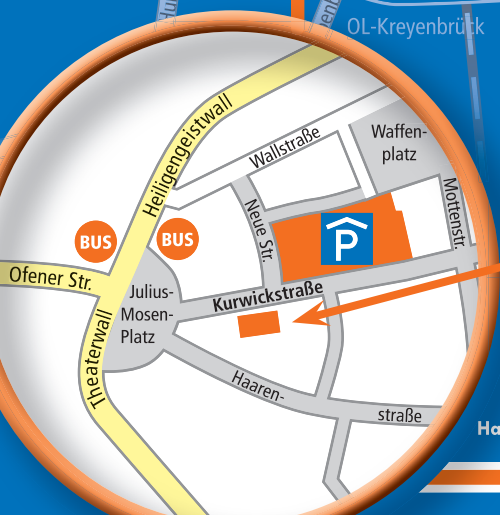 OL-Kreyenbrück
Heiligengeistwall
Wallstraße
Waffen-
platz
Mottenstr.
Neue Str.
P
BUS
BUS
Ofener Str.
Julius-
Mosen-
Platz
Kurwickstraße
Theaterwall
Haaren-
straße
Ha